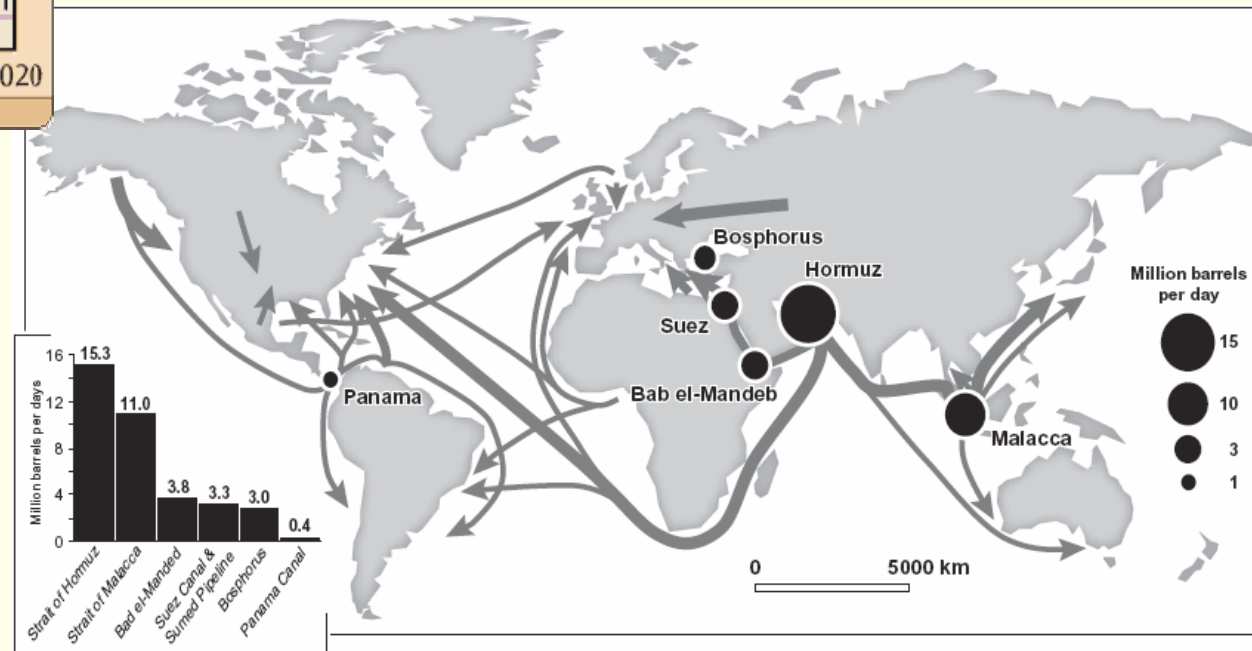 020
Bosphorus
Hormuz
Suez
Bab el-Mandeb
Panama
Malacca
Million barrels
per day
15
10
3
1
0 5000 km
Million barrels per days
16
12
8
4
0
15.3
11.0
3.8
3.3
3.0
0.4
Strait of Hormuz
Strait of Malacca
Bad el-Manded
Suez Canal &
Sumed Pipeline
Bosphorus
Panama Canal